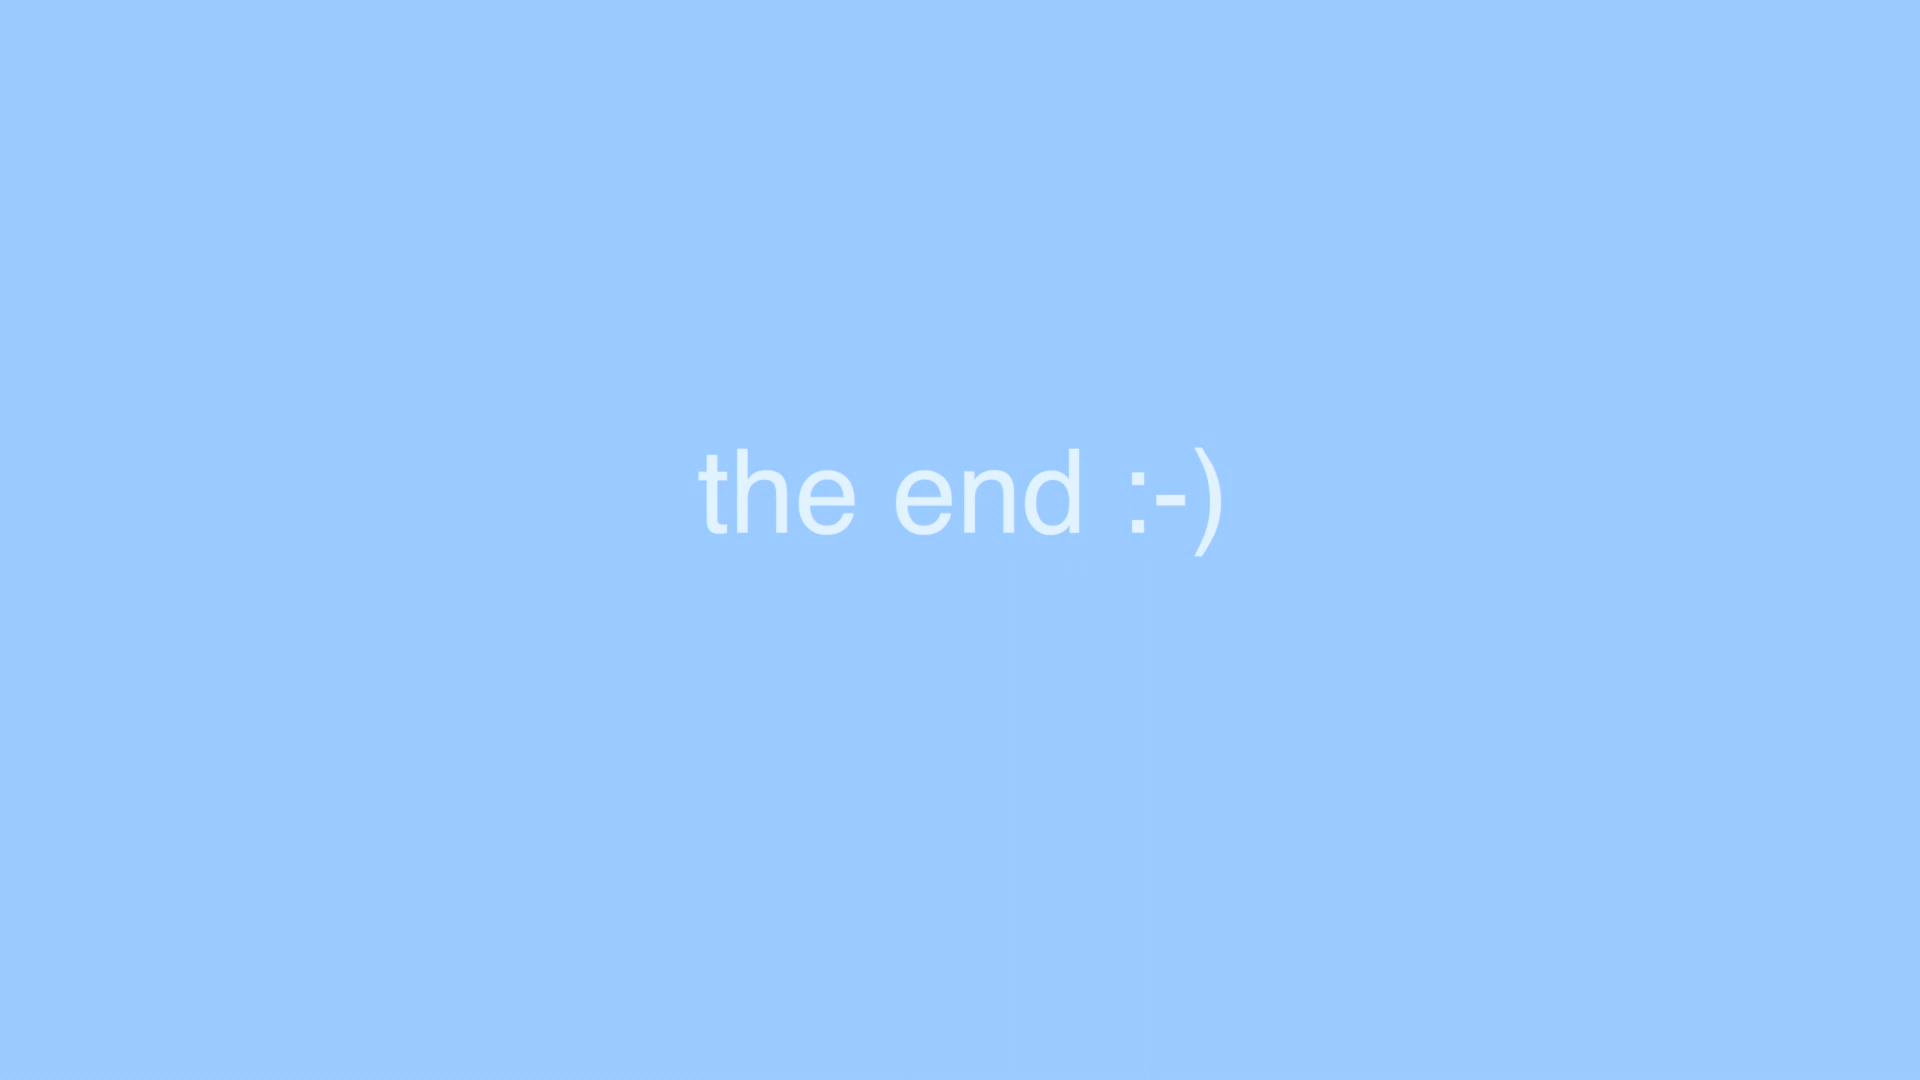 the end :-)